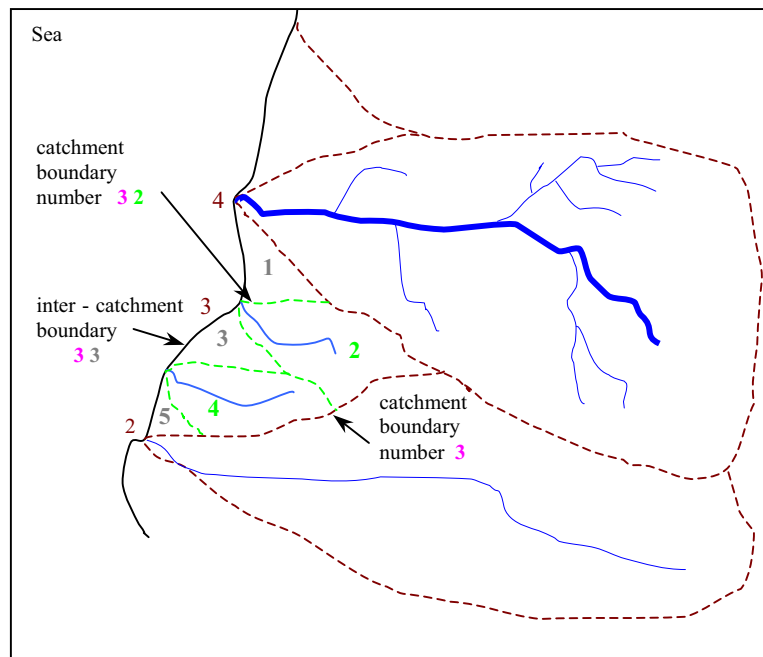 Sea
catchment
boundary
number 3 2
4
1
inter - catchment
boundary
3 3
3
3
2
4
5
2
catchment
boundary
number 3